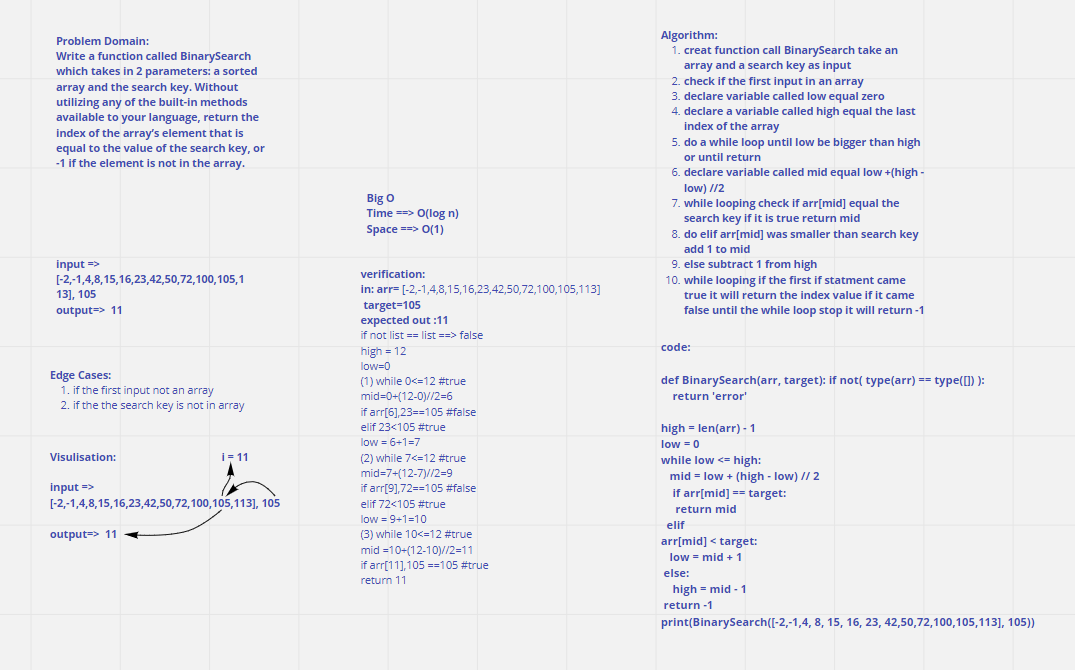 Problem Domain:
Write a function called BinarySearch
which takes in 2 parameters: a sorted
array and the search key. Without
utilizing any of the built-in methods
available to your language, return the
index of the array's element that is
equal to the value of the search key, or
-1 if the element is not in the array.
input =>
[-2,-1,4,8,15,16,23,42,50,72,100,105,1
13], 105
output=> 11
Edge Cases:
1. if the first input not an array
2. if the the search key is not in array
Visulisation:
i = 11
input =>
[-2,-1,4,8,15,16,23,42,50,72,100,105,113], 105
output=> 11
Big O
Time ==> O(log n)
Space ==> O(1)
verification:
in: arr= [-2,-1,4,8,15,16,23,42,50,72,100,105,113]
target=105
expected out :11
if not list == list ==> false
high = 12
low=0
(1) while 0<=12 #true
mid=0+(12-0)//2=6
if arr[6],23==105 #false
elif 23<105 #true
low = 6+1=7
(2) while 7<=12 #true
mid=7+(12-7)//2=9
if arr[9],72==105 #false
elif 72<105 #true
low = 9+1=10
(3) while 10<=12 #true
mid =10+(12-10)//2=11
if arr[11],105 ==105 #true
return 11
Algorithm:
1. creat function call BinarySearch take an
array and a search key as input
2. check if the first input in an array
3. declare variable called low equal zero
4. declare a variable called high equal the last
index of the array
5. do a while loop until low be bigger than high
or until return
6. declare variable called mid equal low +(high -
low) //2
7. while looping check if arr[mid] equal the
search key if it is true return mid
8. do elif arr[mid] was smaller than search key
add 1 to mid
9. else subtract 1 from high
10. while looping if the first if statment came
true it will return the index value if it came
false until the while loop stop it will return -1
code:
def BinarySearch(arr, target): if not( type(arr) == type([]) ):
return 'error'
high = len(arr) - 1
low = 0
while low <= high:
mid = low + (high - low) // 2
if arr[mid] == target:
return mid
elif
arr[mid] < target:
low = mid + 1
else:
high = mid - 1
return -1
print(BinarySearch([-2,-1,4, 8, 15, 16, 23, 42,50,72,100,105,113], 105))